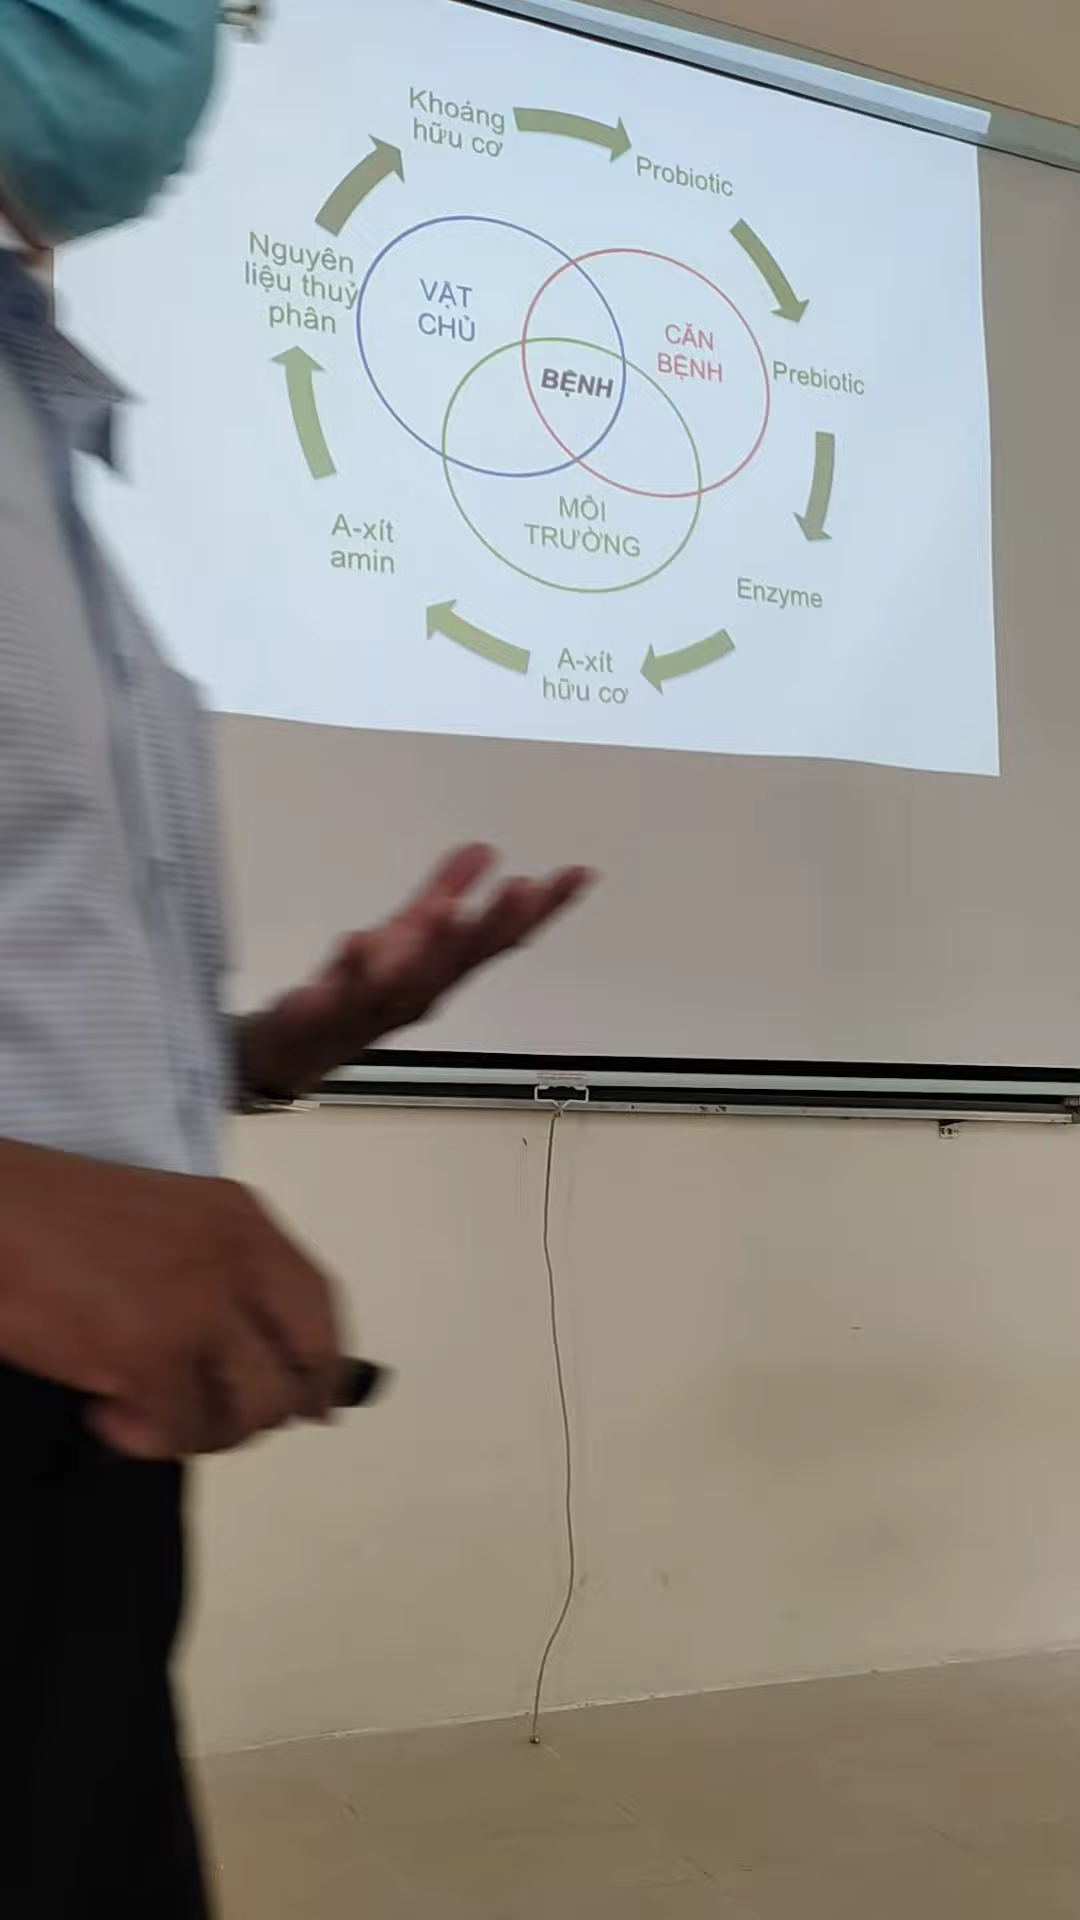 Khoáng
hữu cơ
Probiotic
Nguyên
liệu thuỷ
phân
VẬT
CHỦ
CĂN
BỆNH
BỆNH
Prebiotic
MÔI
TRƯỜNG
A-xít
amin
Enzyme
A-xít
hữu cơ